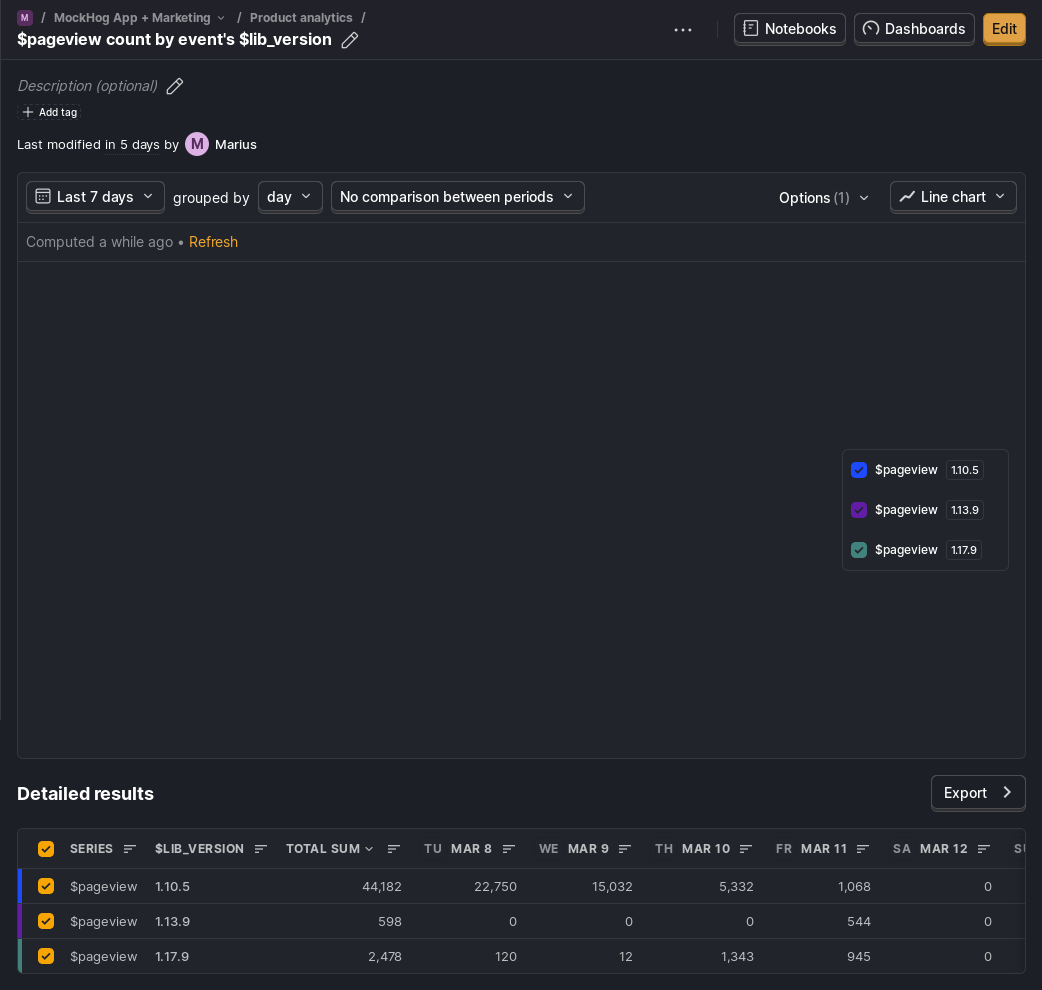 M / MockHog App + Marketing / Product analytics /
$pageview count by event's $lib_version
Notebooks
Dashboards
Edit
Description (optional)
Add tag
Last modified in 5 days by M Marius
Last 7 days grouped by day No comparison between periods Options (1) Line chart
Computed a while ago • Refresh
$pageview 1.10.5
$pageview 1.13.9
$pageview 1.17.9
Detailed results
Export
SERIES $LIB_VERSION TOTAL SUM TU MAR 8 WE MAR 9 TH MAR 10 FR MAR 11 SA MAR 12
$pageview 1.10.5 44,182 22,750 15,032 5,332 1,068 0
$pageview 1.13.9 598 0 0 0 544 0
$pageview 1.17.9 2,478 120 12 1,343 945 0